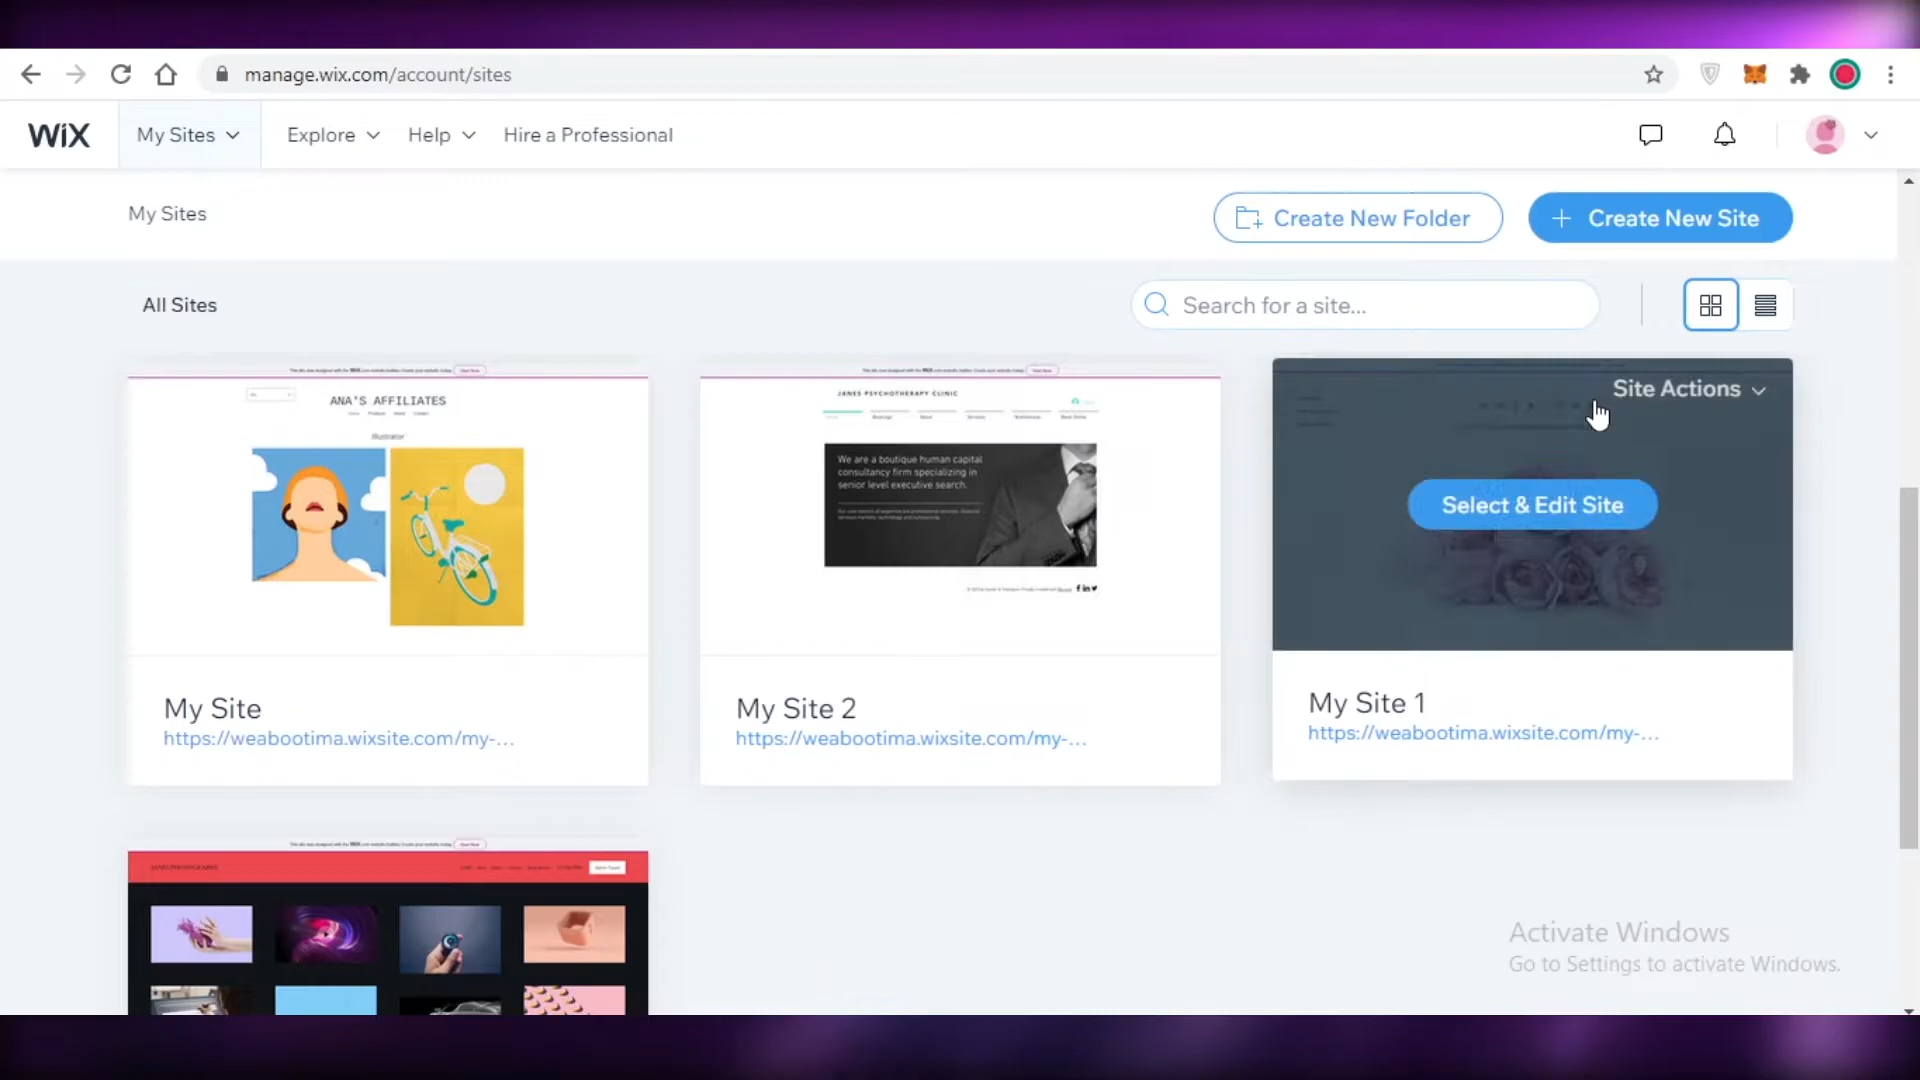 manage.wix.com/account/sites
WiX
My Sites
Explore
Help
Hire a Professional
My Sites
Create New Folder
+ Create New Site
All Sites
Search for a site...
ANA'S AFFILIATES
Illustrator
My Site
https://weabootima.wixsite.com/my-...
JANES PSYCHOTHERAPY CLINIC
We are a boutique human capital
consultancy firm specializing in
senior level executive search.
My Site 2
https://weabootima.wixsite.com/my-...
Site Actions
Select & Edit Site
My Site 1
https://weabootima.wixsite.com/my-...
Activate Windows
Go to Settings to activate Windows.